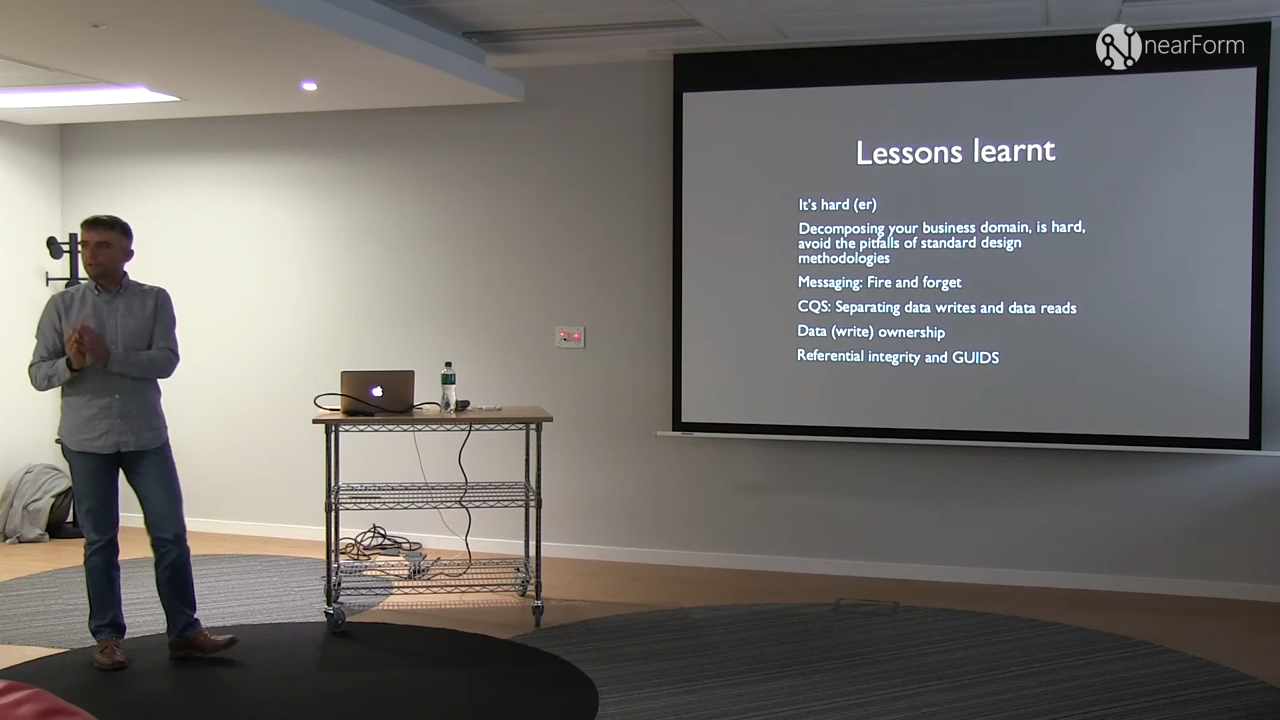 nearForm
Lessons learnt
It's hard (er)
Decomposing your business domain, is hard,
avoid the pitfalls of standard design
methodologies
Messaging: Fire and forget
CQS: Separating data writes and data reads
Data (write) ownership
Referential integrity and GUIDS